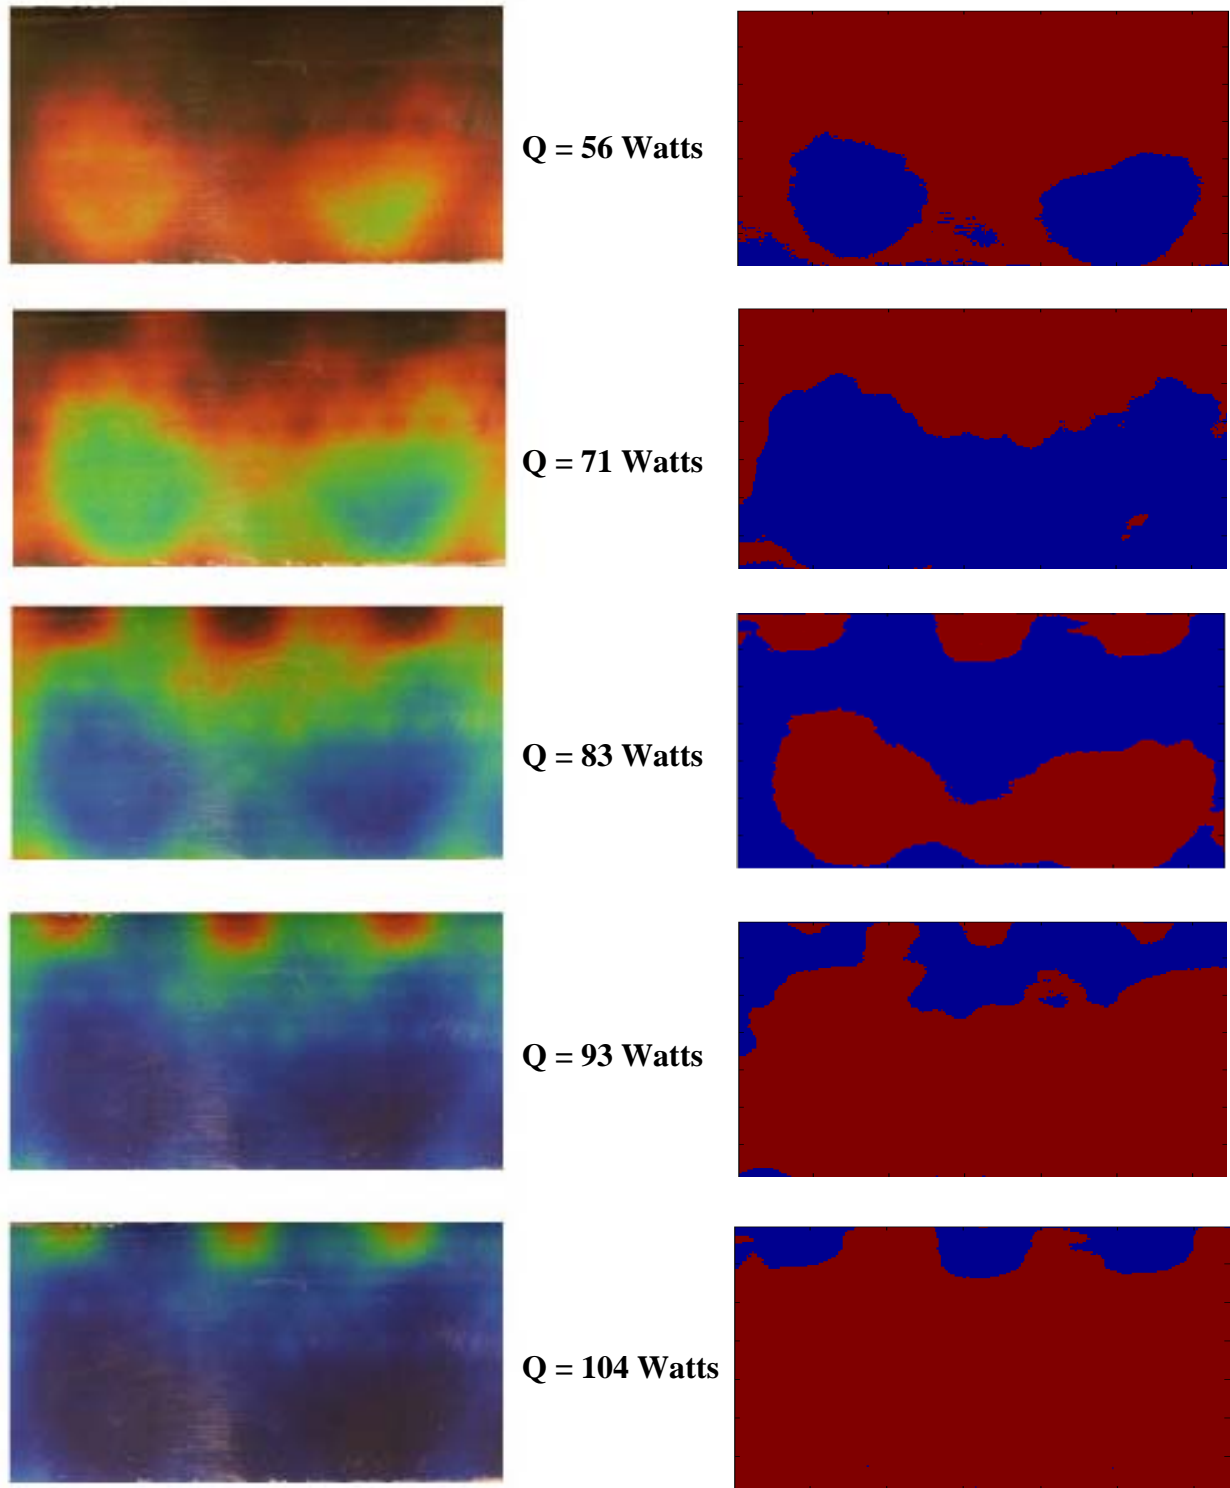 Q = 56 Watts
Q = 71 Watts
Q = 83 Watts
Q = 93 Watts
Q = 104 Watts